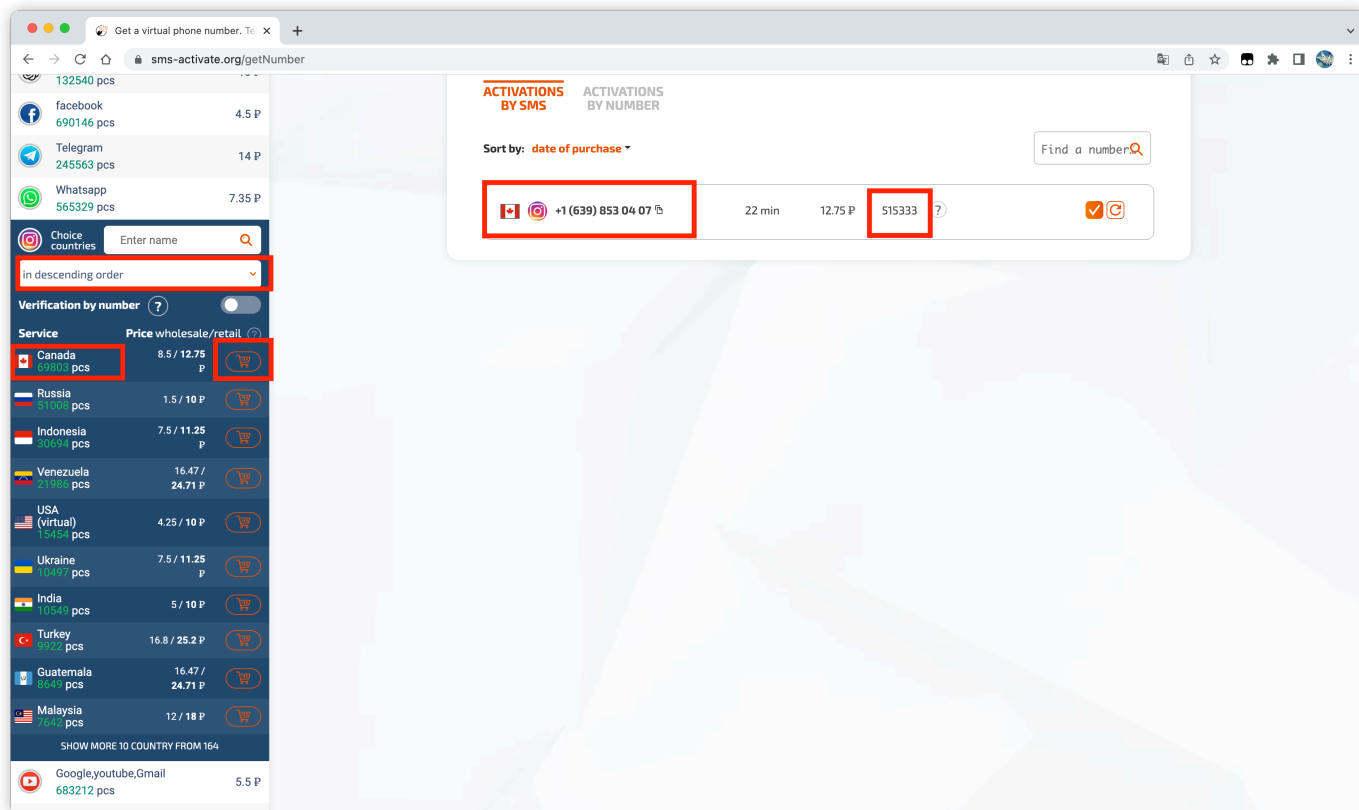 Get a virtual phone number. Te
sms-activate.org/getNumber
132540 pcs
facebook
690146 pcs
4.5 ₽
Telegram
245563 pcs
14 ₽
Whatsapp
565329 pcs
7.35 ₽
Choice
countries
Enter name
in descending order
Verification by number ?
Service Price wholesale/retail ?
Canada
69803 pcs
8.5 / 12.75
₽
Russia
51008 pcs
1.5 / 10 ₽
Indonesia
30694 pcs
7.5 / 11.25
₽
Venezuela
21986 pcs
16.47 /
24.71 ₽
USA
(virtual)
15454 pcs
4.25 / 10 ₽
Ukraine
10497 pcs
7.5 / 11.25
₽
India
10549 pcs
5 / 10 ₽
Turkey
9922 pcs
16.8 / 25.2 ₽
Guatemala
8649 pcs
16.47 /
24.71 ₽
Malaysia
7642 pcs
12 / 18 ₽
SHOW MORE 10 COUNTRY FROM 164
Google,youtube,Gmail
683212 pcs
5.5 ₽
ACTIVATIONS
BY SMS
ACTIVATIONS
BY NUMBER
Sort by: date of purchase
Find a number
+1 (639) 853 04 07
22 min
12.75 ₽
515333
?